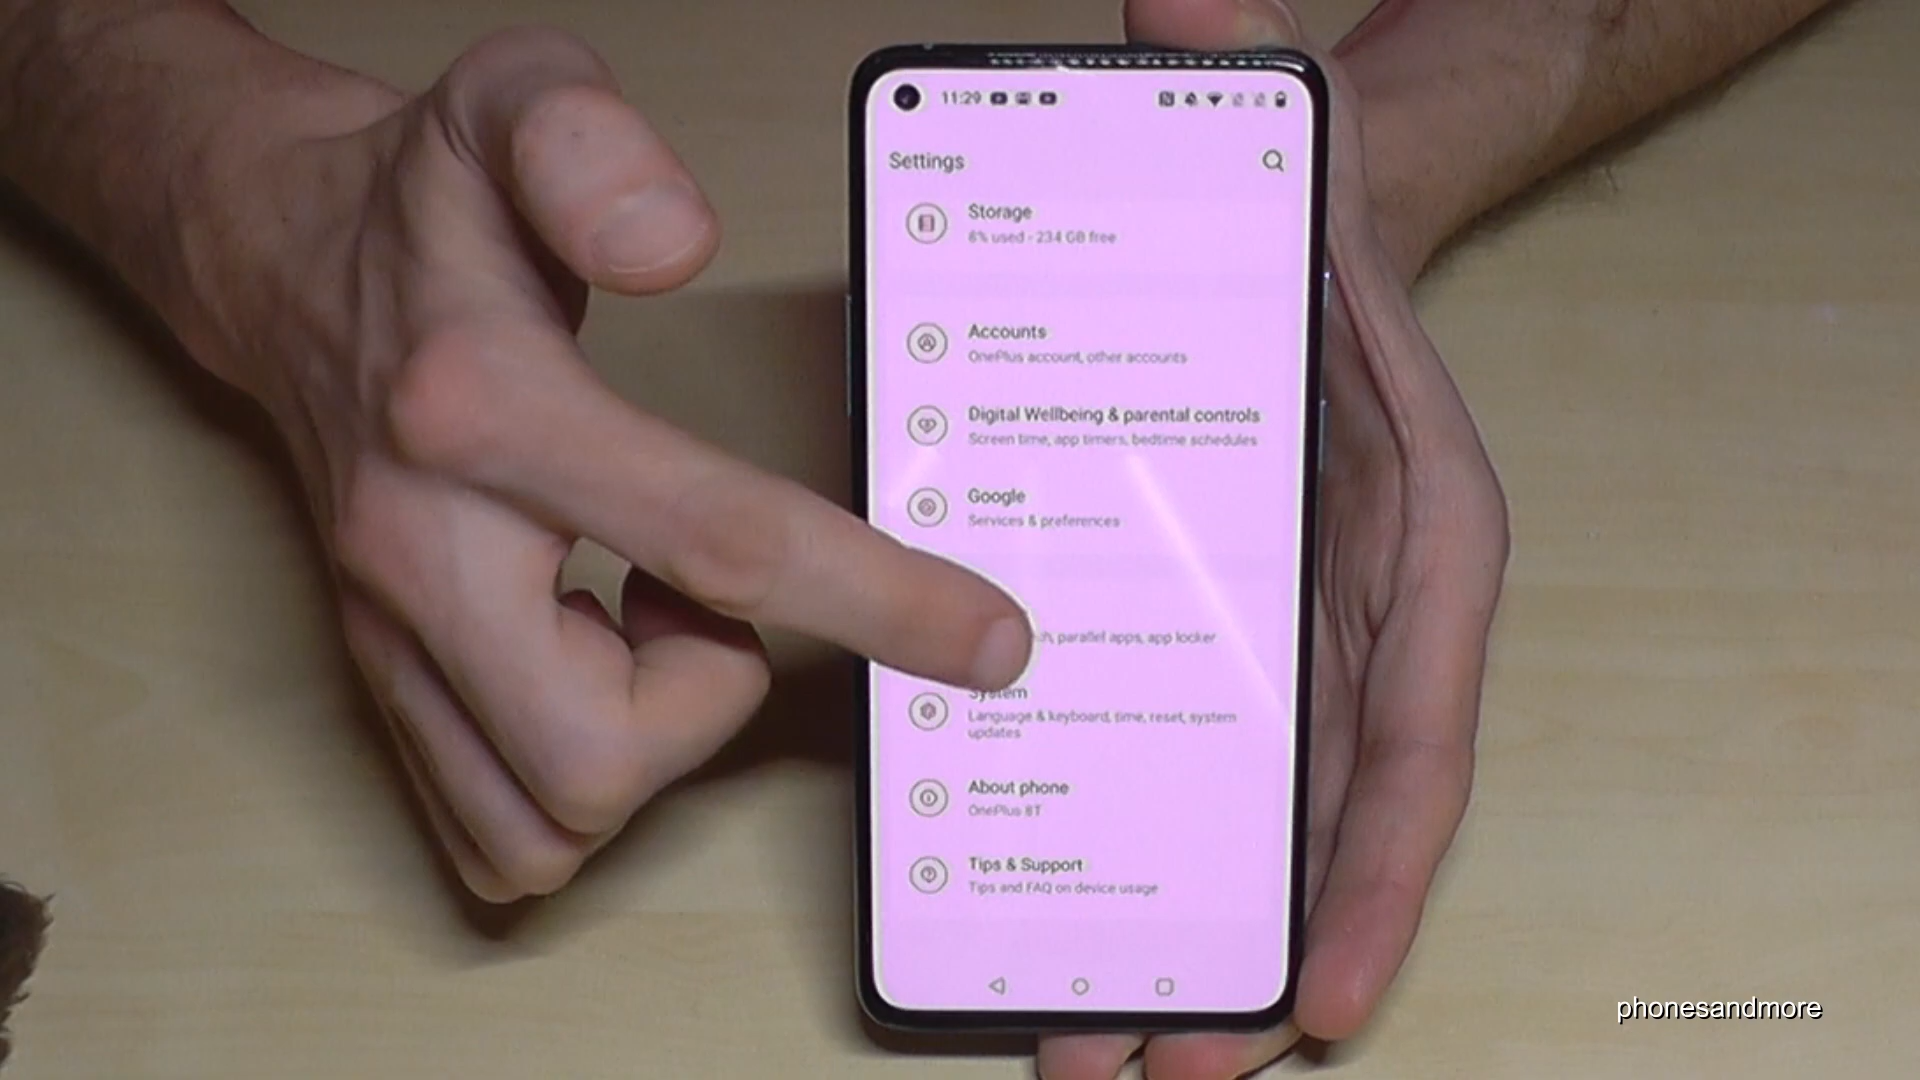 11:29
Settings
Storage
6% used - 234 GB free
Accounts
OnePlus account, other accounts
Digital Wellbeing & parental controls
Screen time, app timers, bedtime schedules
Google
Services & preferences
parallel apps, app locker
System
Language & keyboard, time, reset, system
updates
About phone
OnePlus 8T
Tips & Support
Tips and FAQ on device usage
phonesandmore